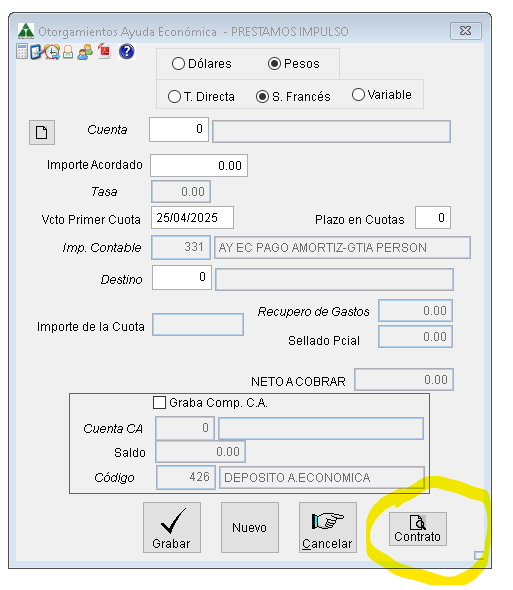 Otorgamientos Ayuda Económica - PRESTAMOS IMPULSO
Dólares Pesos
T. Directa S. Francés Variable
Cuenta 0
Importe Acordado 0.00
Tasa 0.00
Vcto Primer Cuota 25/04/2025 Plazo en Cuotas 0
Imp. Contable 331 AY EC PAGO AMORTIZ-GTIA PERSON
Destino 0
Recupero de Gastos 0.00
Importe de la Cuota
Sellado Pcial 0.00
NETO A COBRAR 0.00
Graba Comp. C.A.
Cuenta CA 0
Saldo 0.00
Código 426 DEPOSITO A.ECONOMICA
Grabar Nuevo Cancelar Contrato